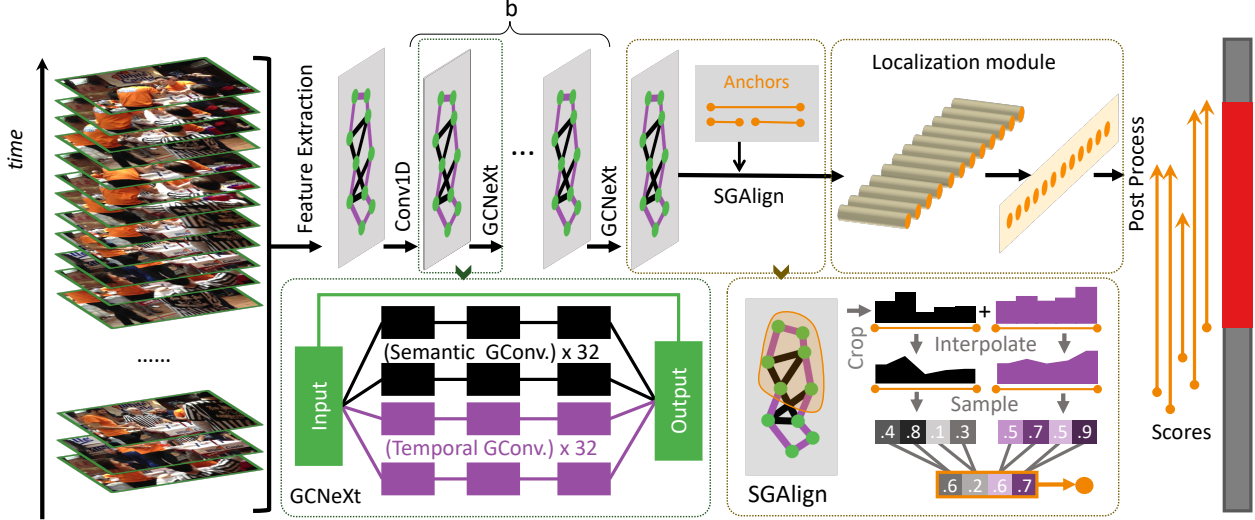 b
time
......
Feature Extraction
Conv1D
GCNeXt
...
GCNeXt
Anchors
SGAlign
Localization module
Post Process
Scores
Input
(Semantic GConv.) x 32
(Temporal GConv.) x 32
Output
GCNeXt
SGAlign
Crop
+
Interpolate
Sample
.4 .8 .1 .3
.5 .7 .5 .9
.6 .2 .6 .7